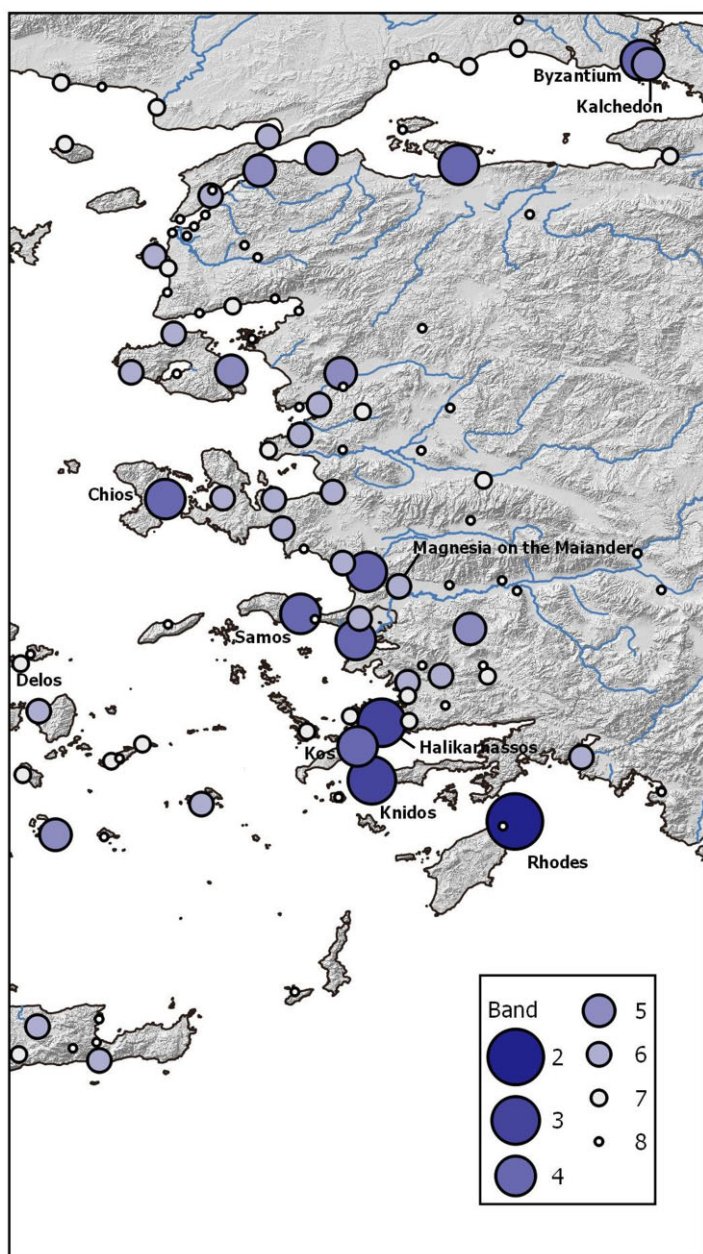 Byzantium
Kalchedon
Chios
Magnesia on the Maiander
Samos
Delos
Halikarnassos
Kos
Knidos
Rhodes
Band
2
3
4
5
6
7
8